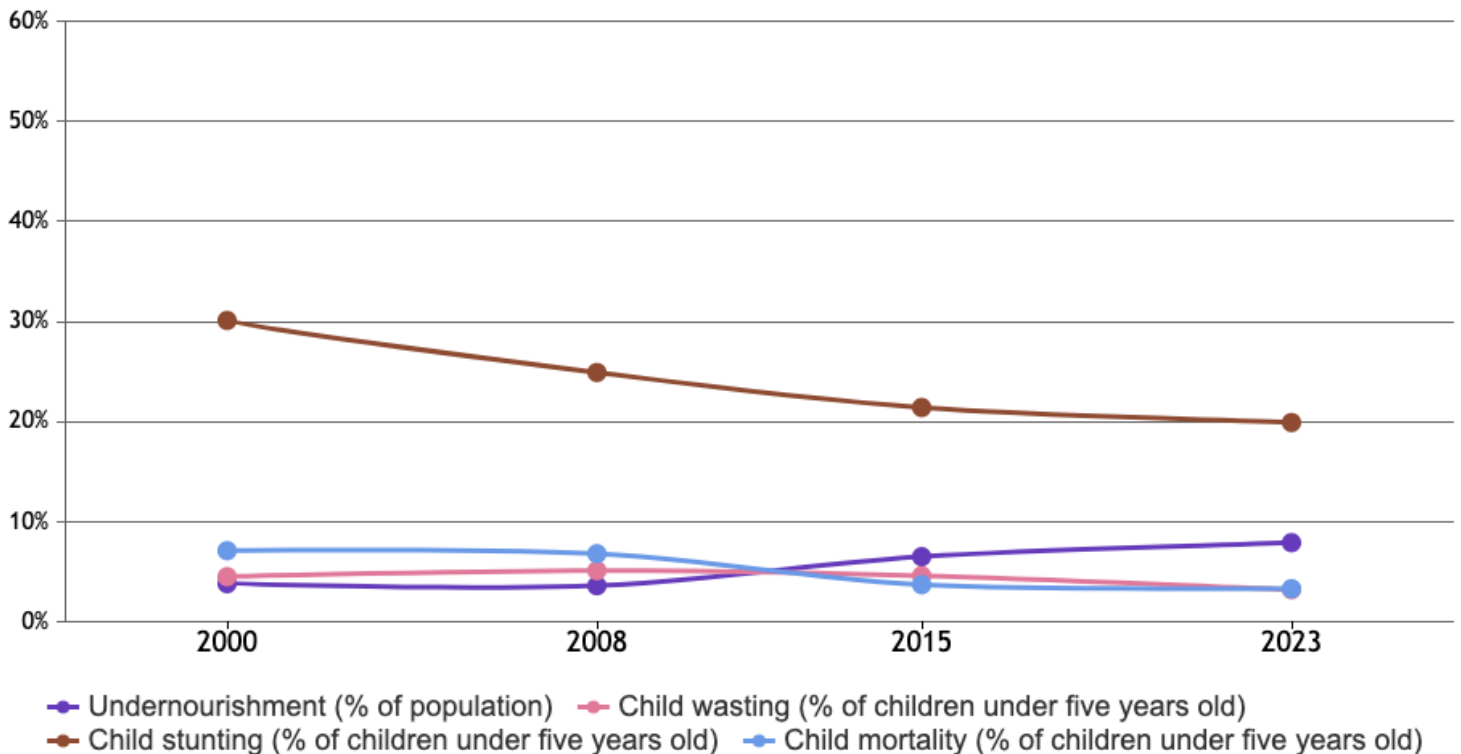 60%
50%
40%
30%
20%
10%
0%
2000 2008 2015 2023
Undernourishment (% of population) Child wasting (% of children under five years old)
Child stunting (% of children under five years old) Child mortality (% of children under five years old)